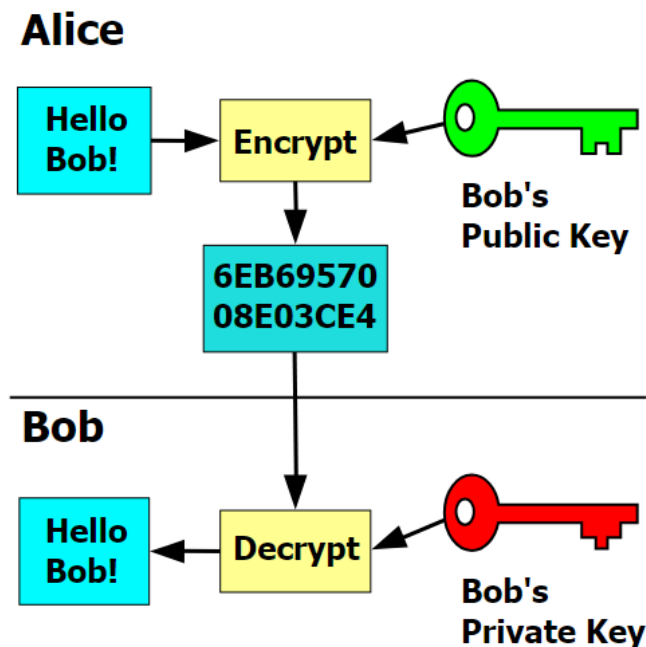 Alice
Hello
Bob!
Encrypt
Bob's
Public Key
6EB69570
08E03CE4
Bob
Hello
Bob!
Decrypt
Bob's
Private Key